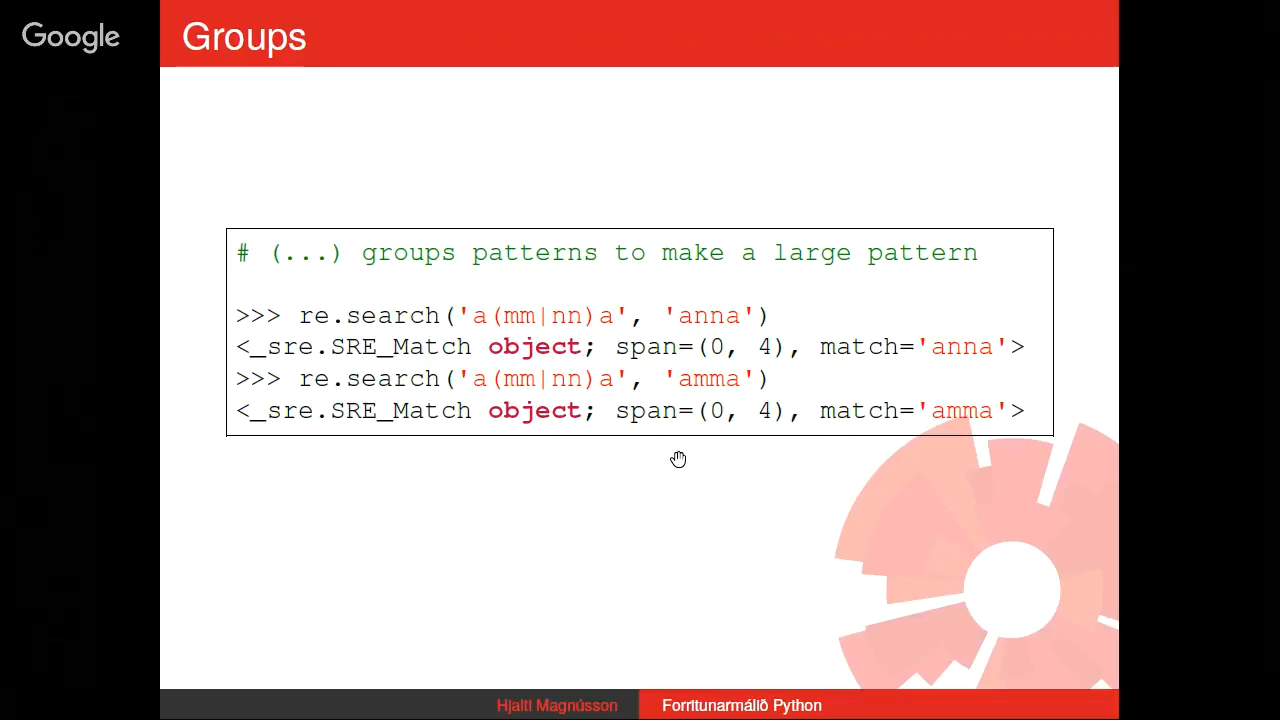 Google
Groups
# (...) groups patterns to make a large pattern
>>> re.search('a(mm|nn)a', 'anna')
<_sre.SRE_Match object; span=(0, 4), match='anna'>
>>> re.search('a(mm|nn)a', 'amma')
<_sre.SRE_Match object; span=(0, 4), match='amma'>
Hjalti Magnússon
Forritunarmálið Python